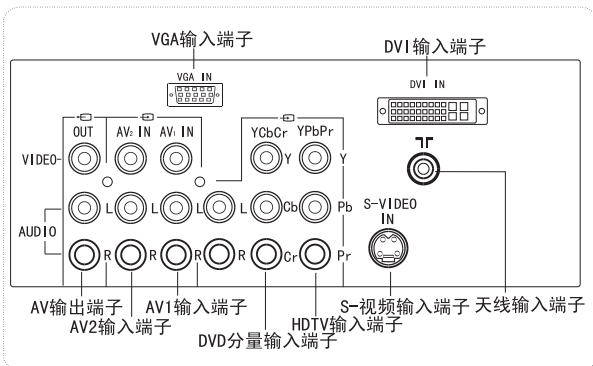 VGA输入端子
DVI输入端子
VGA IN
DVI IN
OUT AV₂ IN AV₁ IN YCbCr YPbPr
VIDEO Y Y
S-VIDEO IN
AUDIO L L L L Cb Pb
R R R R Cr Pr
AV输出端子 AV1输入端子 S-视频输入端子 天线输入端子
AV2输入端子 HDTV输入端子
DVD分量输入端子